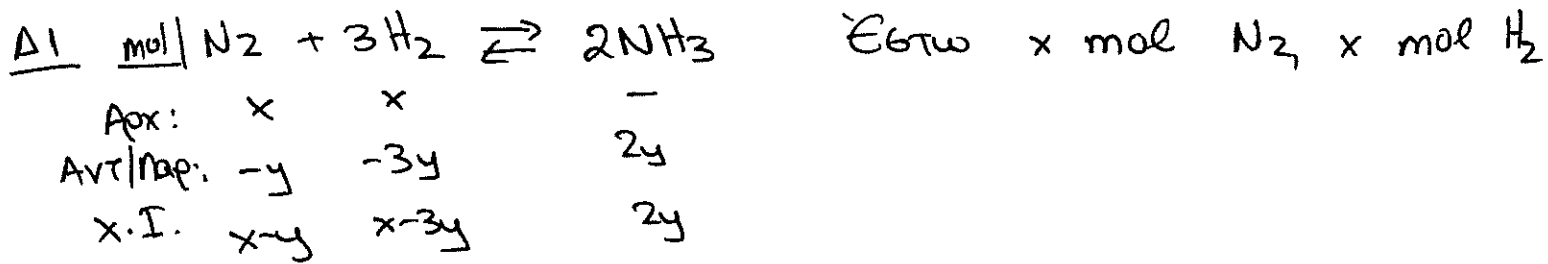 Δ1 mol N2 + 3H2 ⇄ 2NH3 Έστω x mol N2, x mol H2
Αρχ: x x –
Αντ/Παρ: -y -3y 2y
Χ.Ι. x-y x-3y 2y